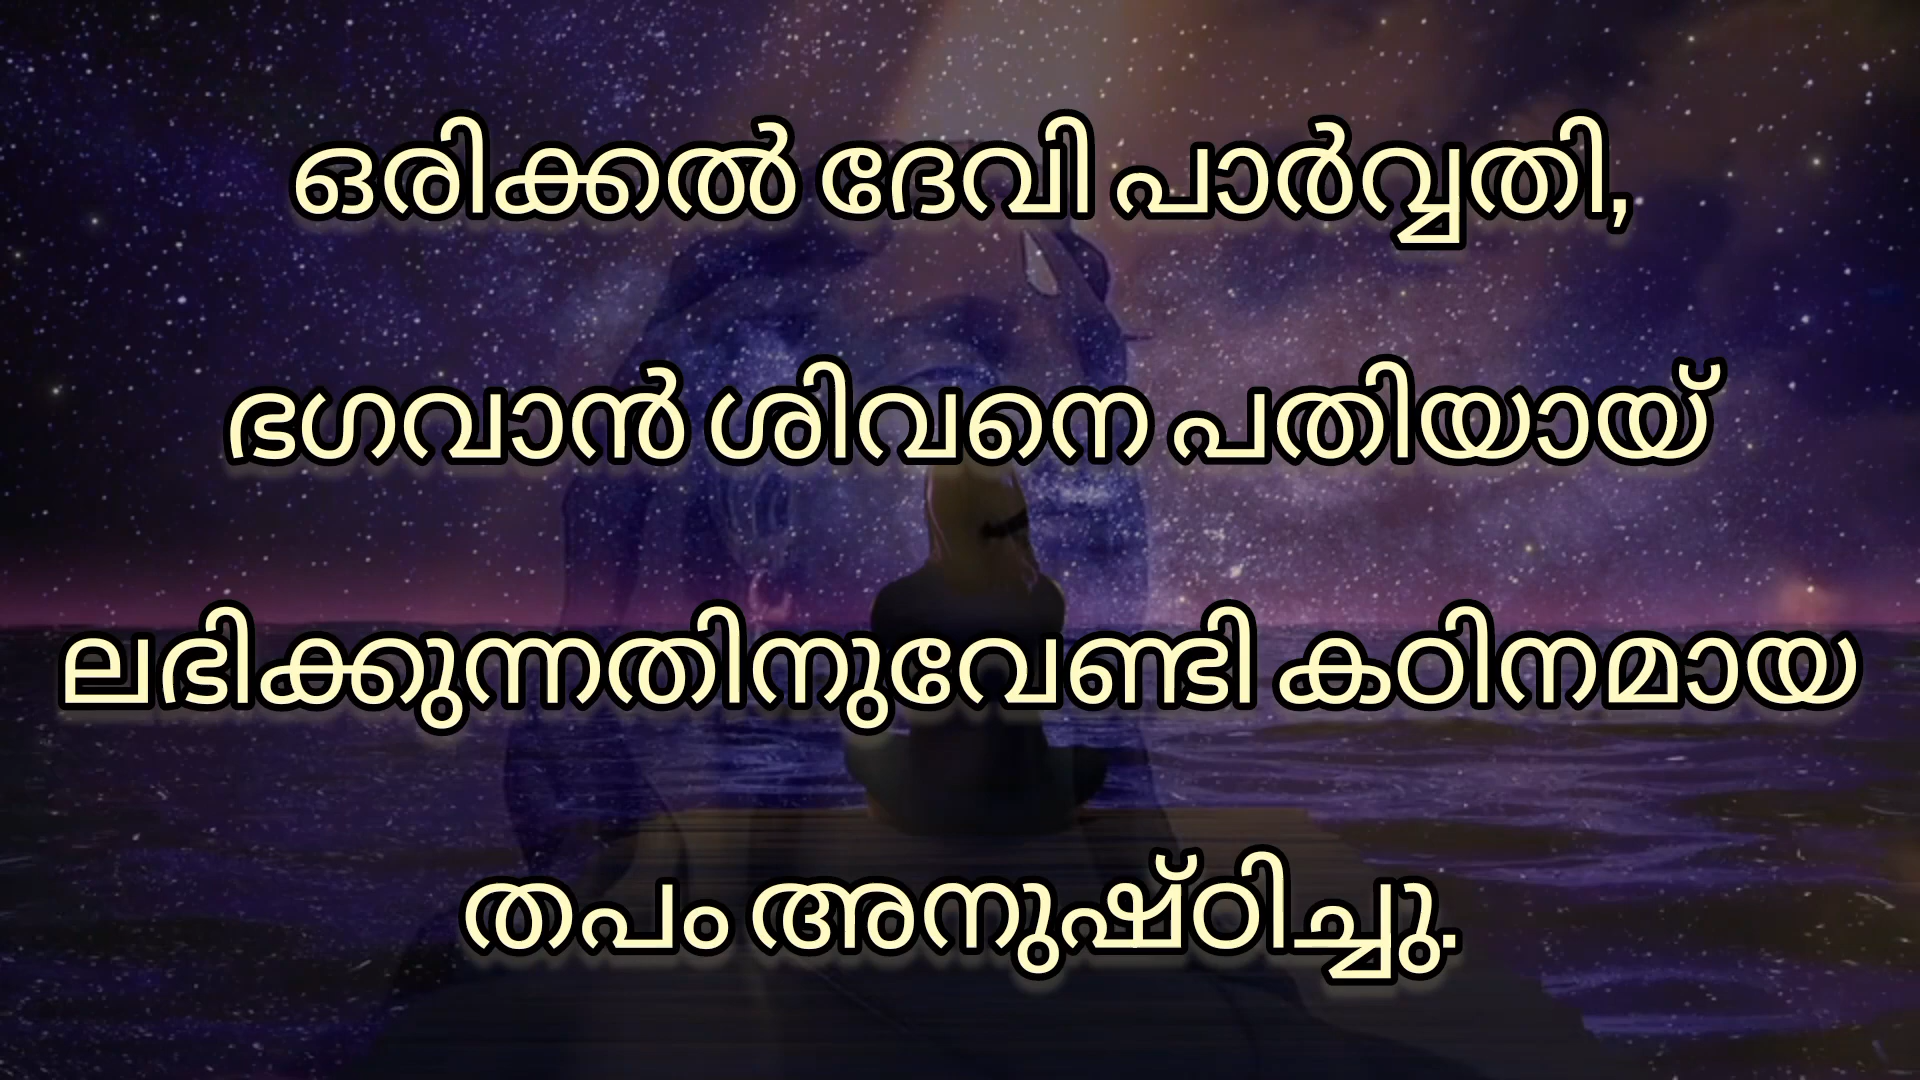 ഒരിക്കൽ ദേവി പാർവ്വതി,
ഭഗവാൻ ശിവനെ പതിയായ്
ലഭിക്കുന്നതിനുവേണ്ടി കഠിനമായ
തപം അനുഷ്ഠിച്ചു.